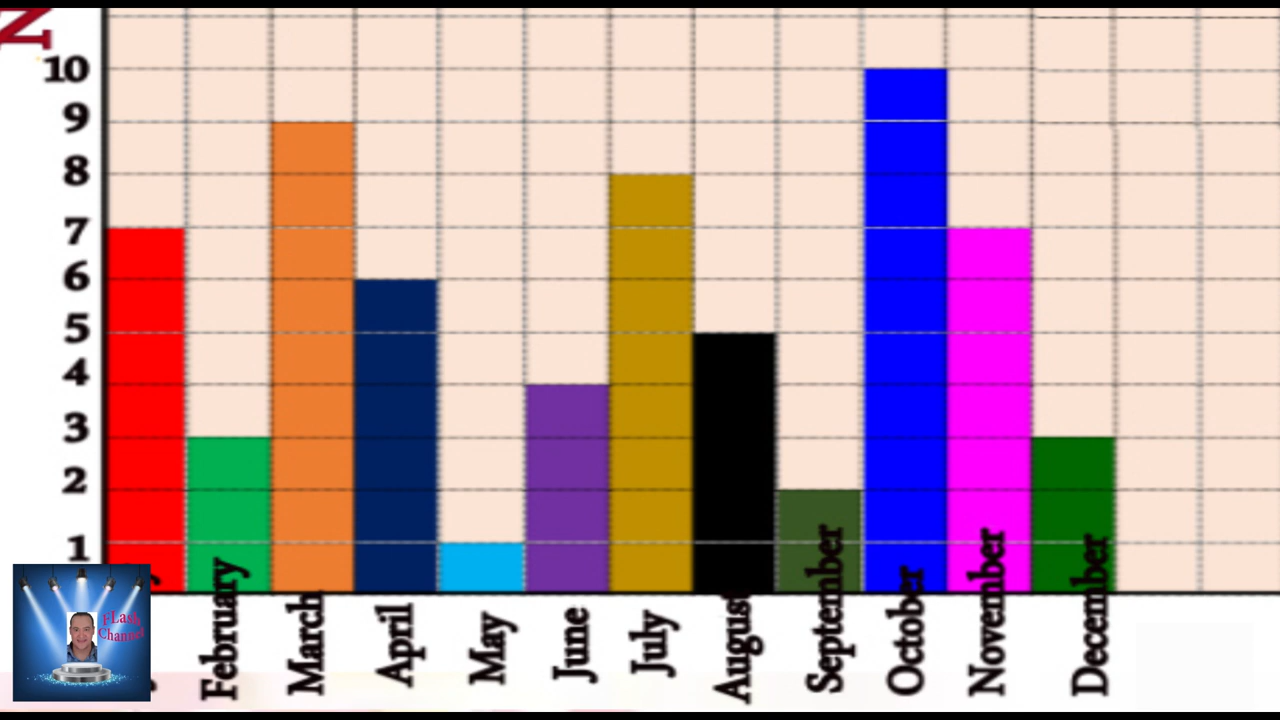 10
9
8
7
6
5
4
3
2
1
February
March
April
May
June
July
August
September
October
November
December
FLash
Channel